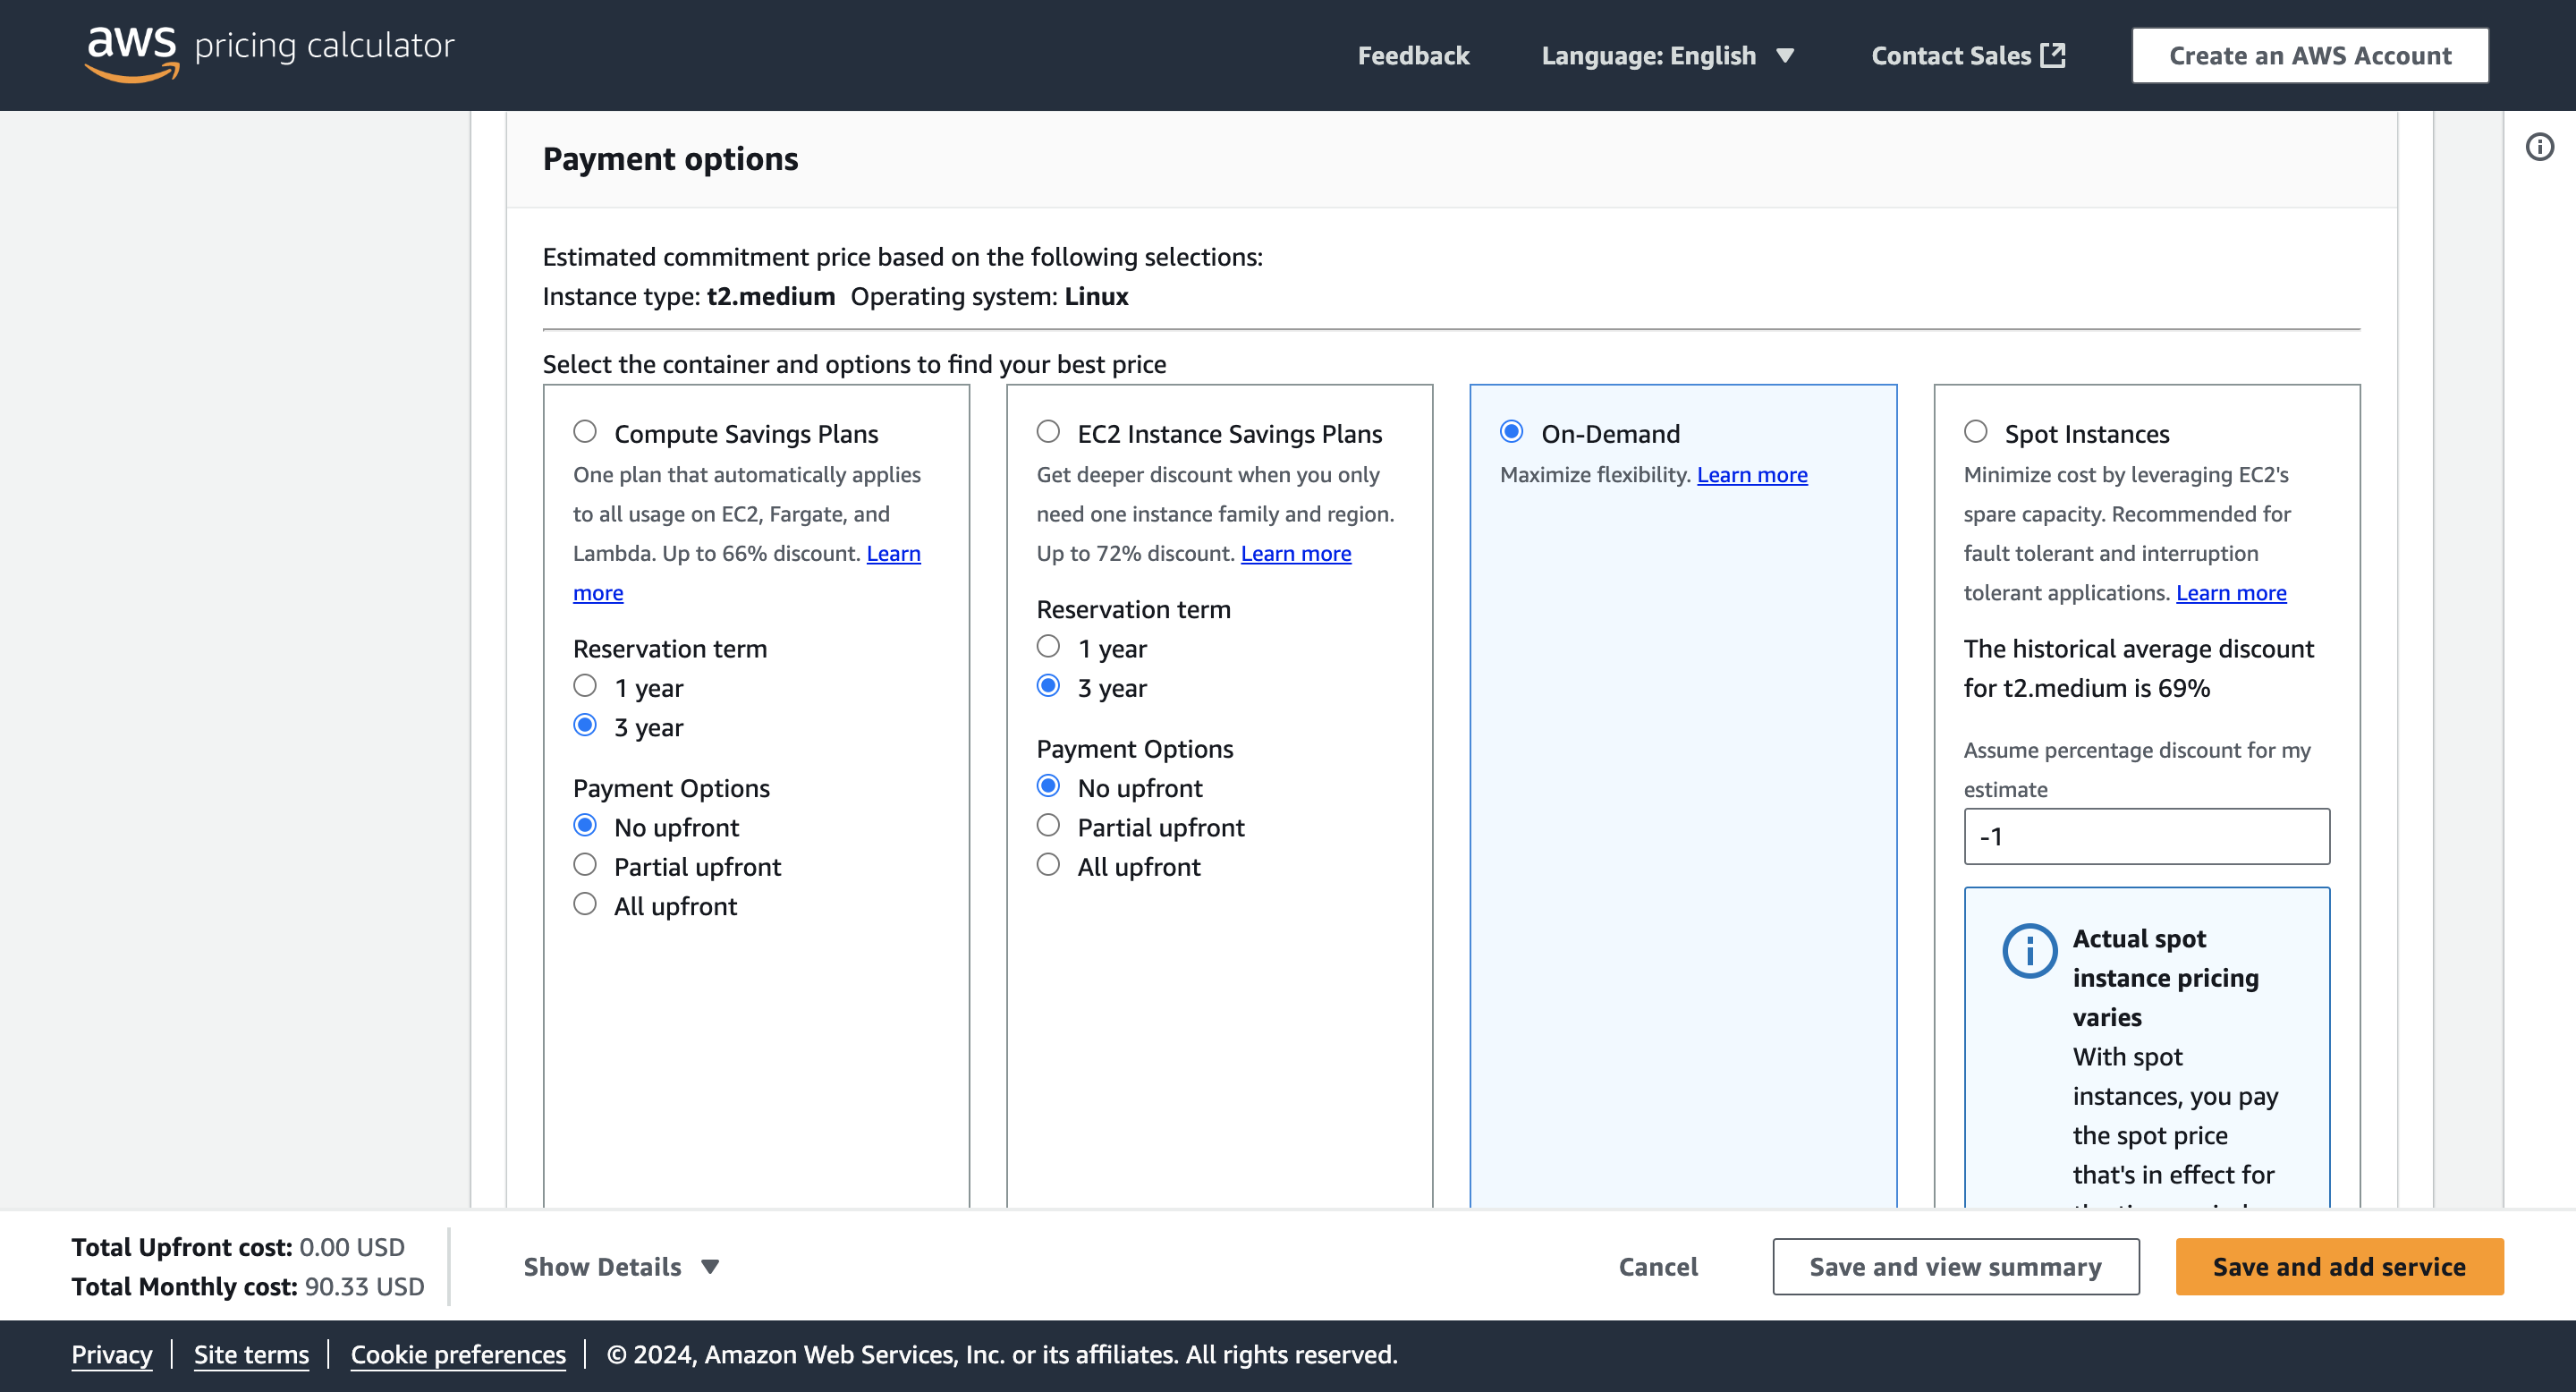 aws pricing calculator
Feedback
Language: English
Contact Sales
Create an AWS Account
Payment options
Estimated commitment price based on the following selections:
Instance type: t2.medium Operating system: Linux
Select the container and options to find your best price
Compute Savings Plans
One plan that automatically applies
to all usage on EC2, Fargate, and
Lambda. Up to 66% discount. Learn
more
Reservation term
1 year
3 year
Payment Options
No upfront
Partial upfront
All upfront
EC2 Instance Savings Plans
Get deeper discount when you only
need one instance family and region.
Up to 72% discount. Learn more
Reservation term
1 year
3 year
Payment Options
No upfront
Partial upfront
All upfront
On-Demand
Maximize flexibility. Learn more
Spot Instances
Minimize cost by leveraging EC2's
spare capacity. Recommended for
fault tolerant and interruption
tolerant applications. Learn more
The historical average discount
for t2.medium is 69%
Assume percentage discount for my
estimate
-1
Actual spot
instance pricing
varies
With spot
instances, you pay
the spot price
that's in effect for
Total Upfront cost: 0.00 USD
Total Monthly cost: 90.33 USD
Show Details
Cancel
Save and view summary
Save and add service
Privacy
Site terms
Cookie preferences
© 2024, Amazon Web Services, Inc. or its affiliates. All rights reserved.